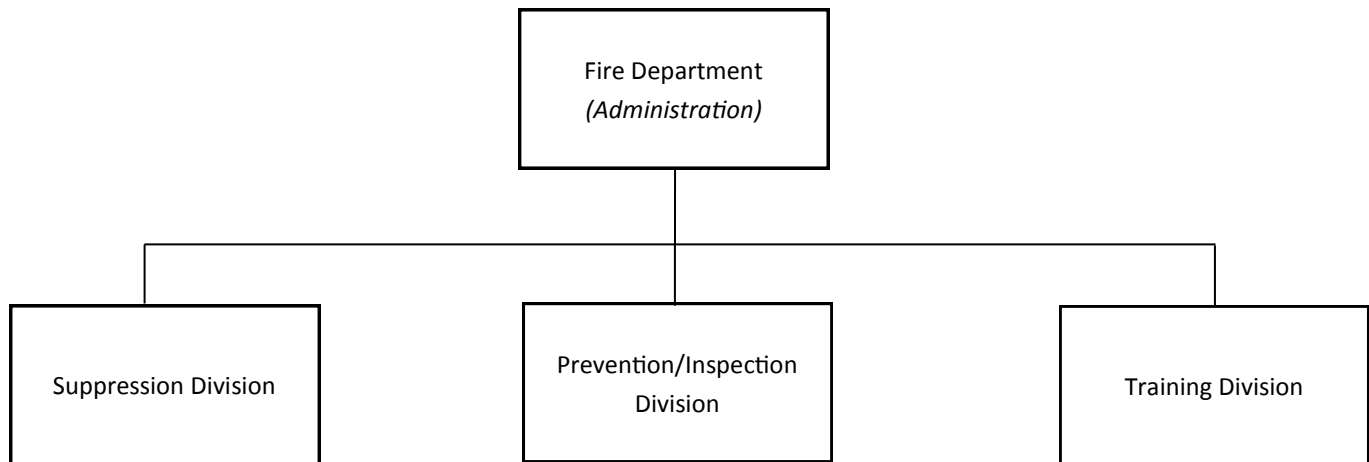 Fire Department
(Administration)
Suppression Division
Prevention/Inspection
Division
Training Division